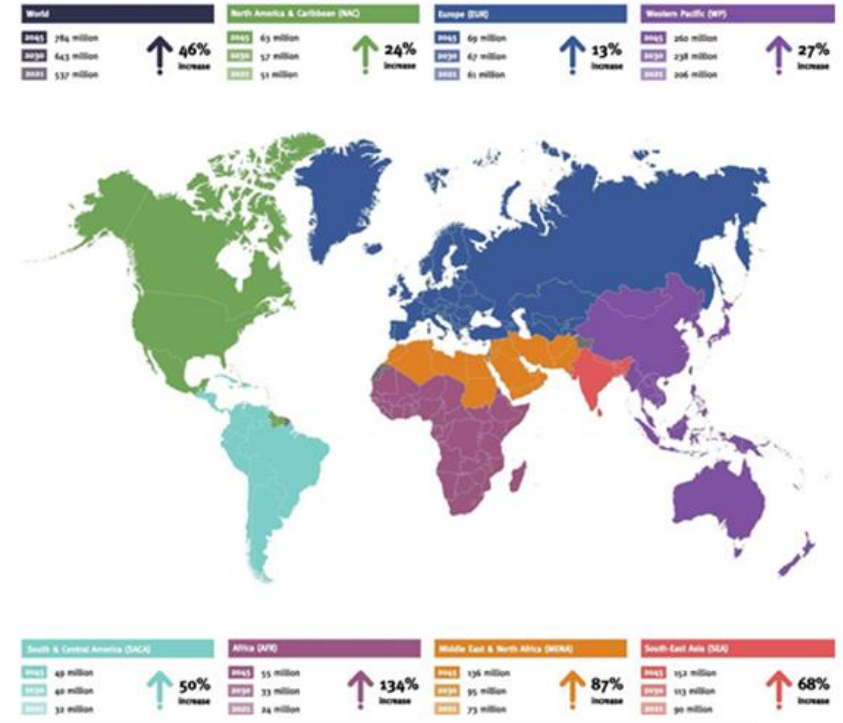 World
2045 784 million
2030 643 million
2021 537 million
46%
increase
North America & Caribbean (NAC)
2045 63 million
2030 57 million
2021 51 million
24%
increase
Europe (EUR)
2045 69 million
2030 67 million
2021 61 million
13%
increase
Western Pacific (WP)
2045 260 million
2030 238 million
2021 206 million
27%
increase
South & Central America (SACA)
2045 49 million
2030 40 million
2021 32 million
50%
increase
Africa (AFR)
2045 55 million
2030 33 million
2021 24 million
134%
increase
Middle East & North Africa (MENA)
2045 136 million
2030 95 million
2021 73 million
87%
increase
South-East Asia (SEA)
2045 152 million
2030 113 million
2021 90 million
68%
increase